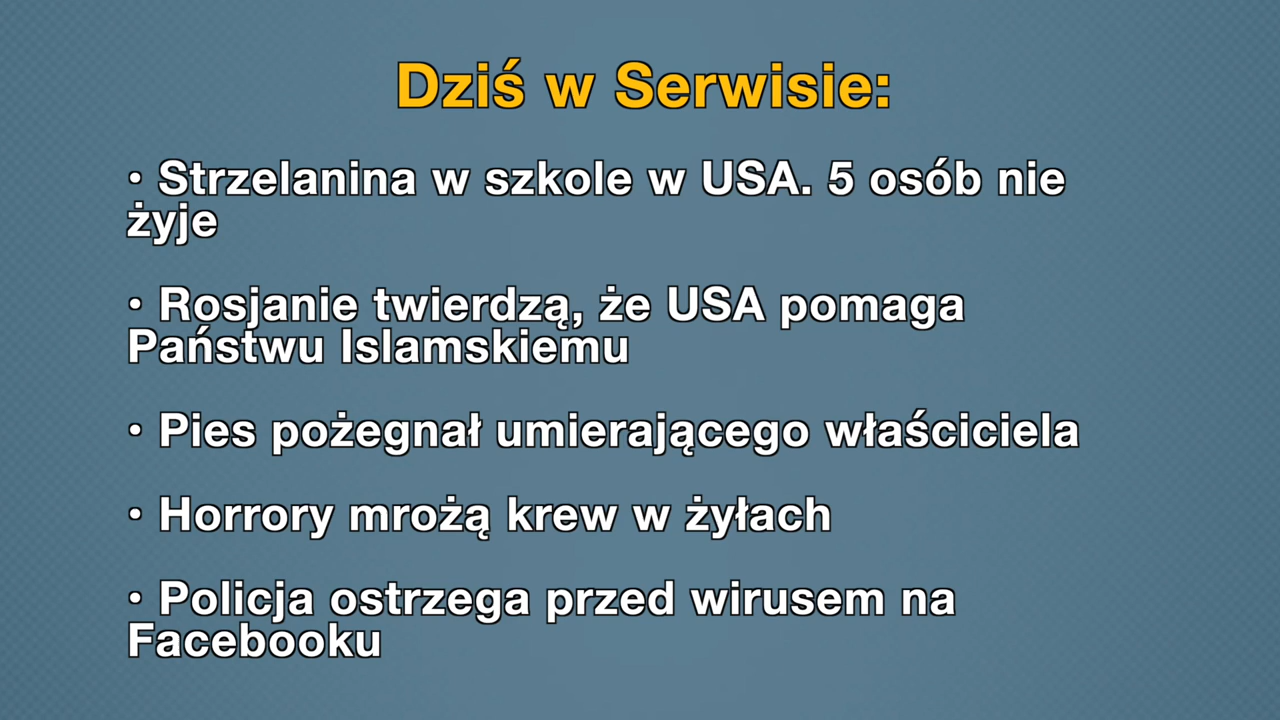 Dziś w Serwisie:
• Strzelanina w szkole w USA. 5 osób nie
żyje
• Rosjanie twierdzą, że USA pomaga
Państwu Islamskiemu
• Pies pożegnał umierającego właściciela
• Horrory mrożą krew w żyłach
• Policja ostrzega przed wirusem na
Facebooku